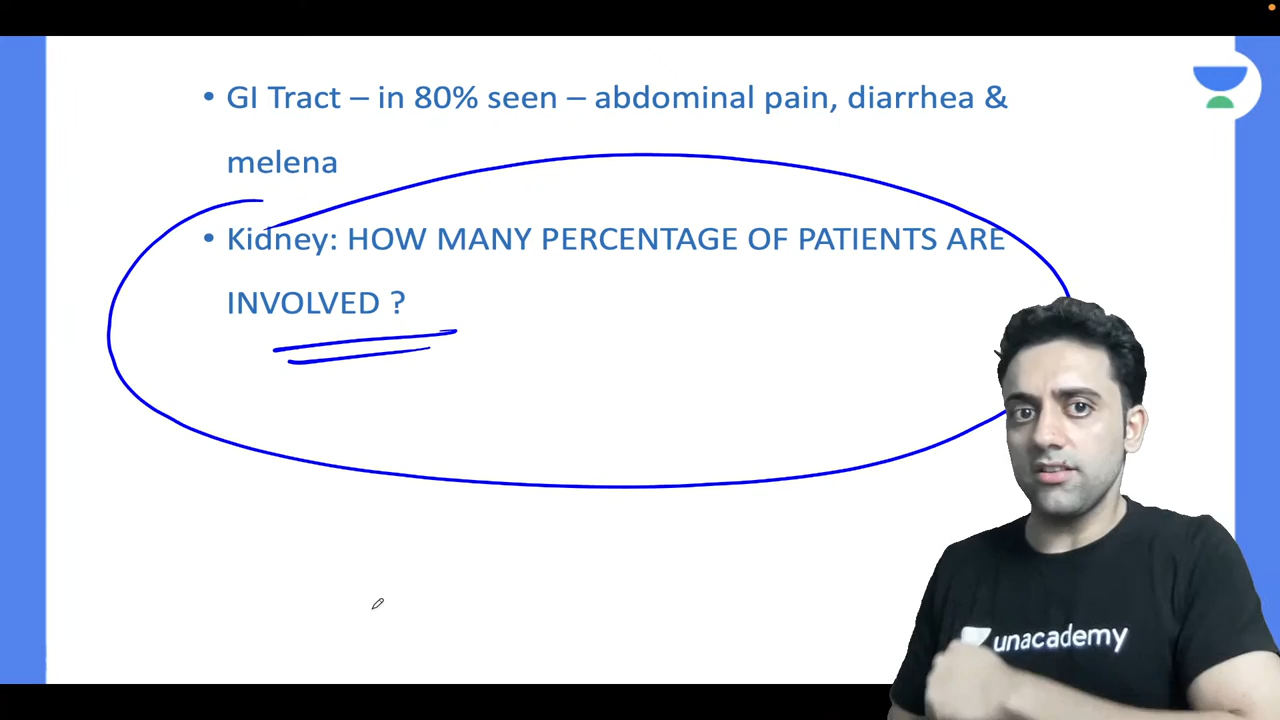 • GI Tract – in 80% seen – abdominal pain, diarrhea &
melena
• Kidney: HOW MANY PERCENTAGE OF PATIENTS ARE
INVOLVED ?
unacademy